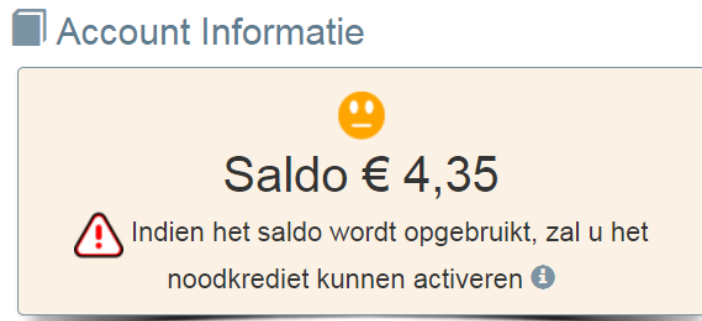 Account Informatie
Saldo € 4,35
Indien het saldo wordt opgebruikt, zal u het
noodkrediet kunnen activeren